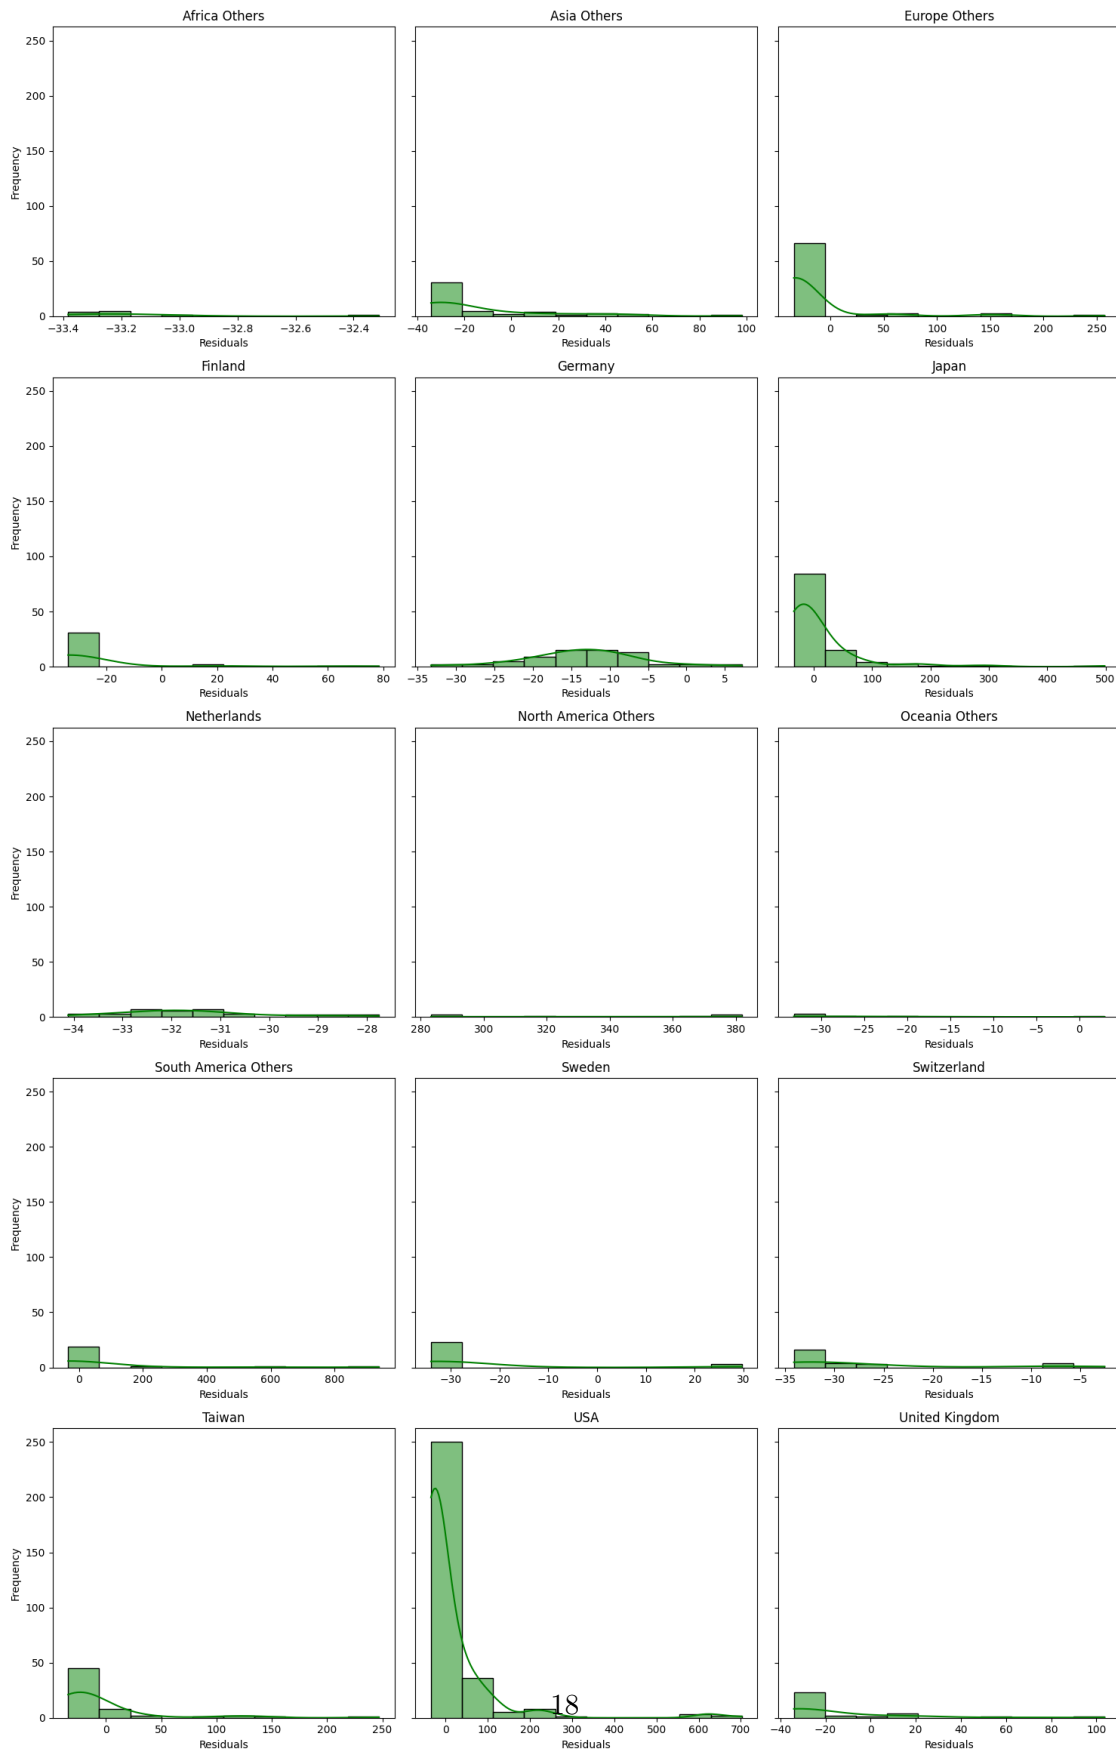 Africa Others Asia Others Europe Others
250
200
150
100
50
0
Frequency
−33.4 −33.2 −33.0 −32.8 −32.6 −32.4 −40 −20 0 20 40 60 80 100 0 50 100 150 200 250
Residuals Residuals Residuals
Finland Germany Japan
250
200
150
100
50
0
Frequency
−20 0 20 40 60 80 −35 −30 −25 −20 −15 −10 −5 0 5 0 100 200 300 400 500
Residuals Residuals Residuals
Netherlands North America Others Oceania Others
250
200
150
100
50
0
Frequency
−34 −33 −32 −31 −30 −29 −28 280 300 320 340 360 380 −30 −25 −20 −15 −10 −5 0
Residuals Residuals Residuals
South America Others Sweden Switzerland
250
200
150
100
50
0
Frequency
0 200 400 600 800 −30 −20 −10 0 10 20 30 −35 −30 −25 −20 −15 −10 −5
Residuals Residuals Residuals
Taiwan USA United Kingdom
250
200
150
100
50
0
Frequency
18
0 50 100 150 200 250 0 100 200 300 400 500 600 700 −40 −20 0 20 40 60 80 100
Residuals Residuals Residuals